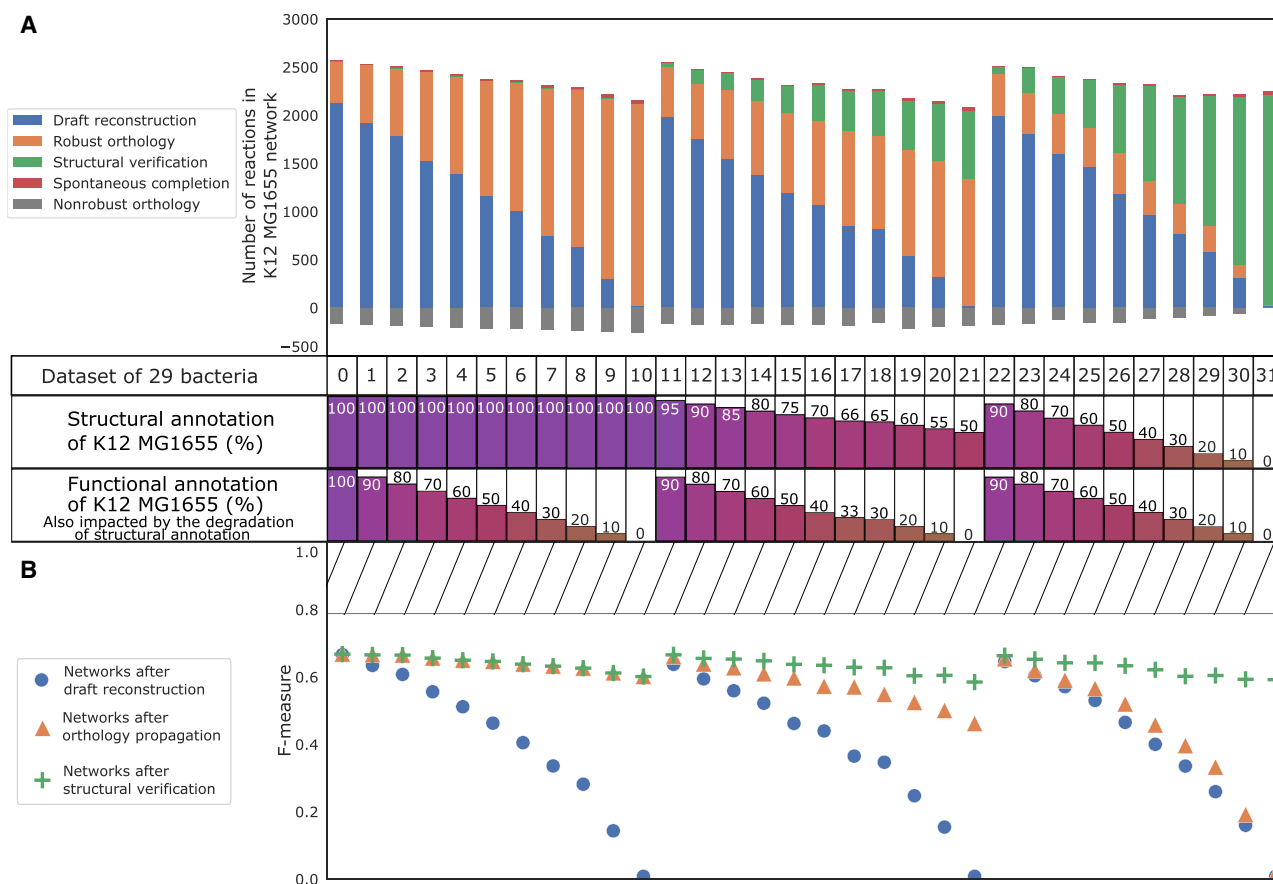 A
3000
2500
2000
1500
1000
500
0
−500
Number of reactions in
K12 MG1655 network
Draft reconstruction
Robust orthology
Structural verification
Spontaneous completion
Nonrobust orthology
Dataset of 29 bacteria
0 1 2 3 4 5 6 7 8 9 10 11 12 13 14 15 16 17 18 19 20 21 22 23 24 25 26 27 28 29 30 31
Structural annotation
of K12 MG1655 (%)
100 100 100 100 100 100 100 100 100 100 100 95 90 85 80 75 70 66 65 60 55 50 90 80 70 60 50 40 30 20 10 0
Functional annotation
of K12 MG1655 (%)
Also impacted by the degradation
of structural annotation
100 90 80 70 60 50 40 30 20 10 0 90 80 70 60 50 40 33 30 20 10 0 90 80 70 60 50 40 30 20 10 0
B
1.0
0.8
0.6
0.4
0.2
0.0
F-measure
Networks after
draft reconstruction
Networks after
orthology propagation
Networks after
structural verification